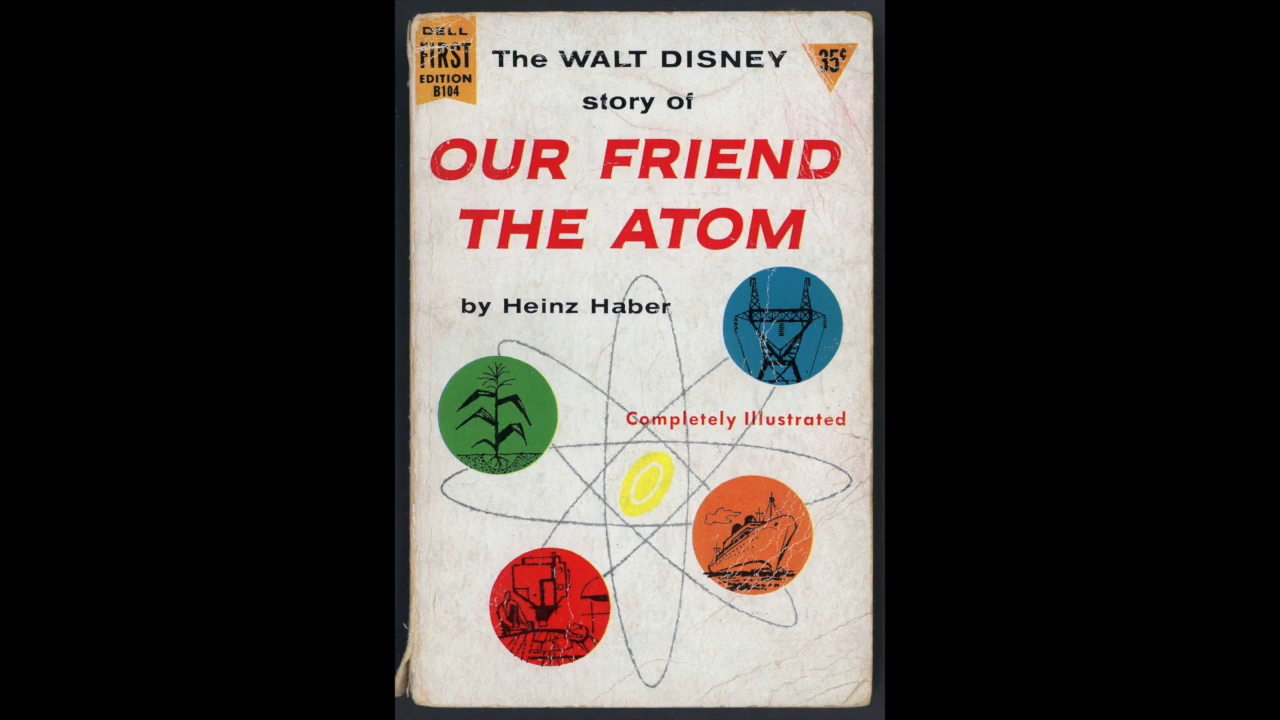 DELL
FIRST
EDITION
B104
The WALT DISNEY
35¢
story of
OUR FRIEND
THE ATOM
by Heinz Haber
Completely Illustrated